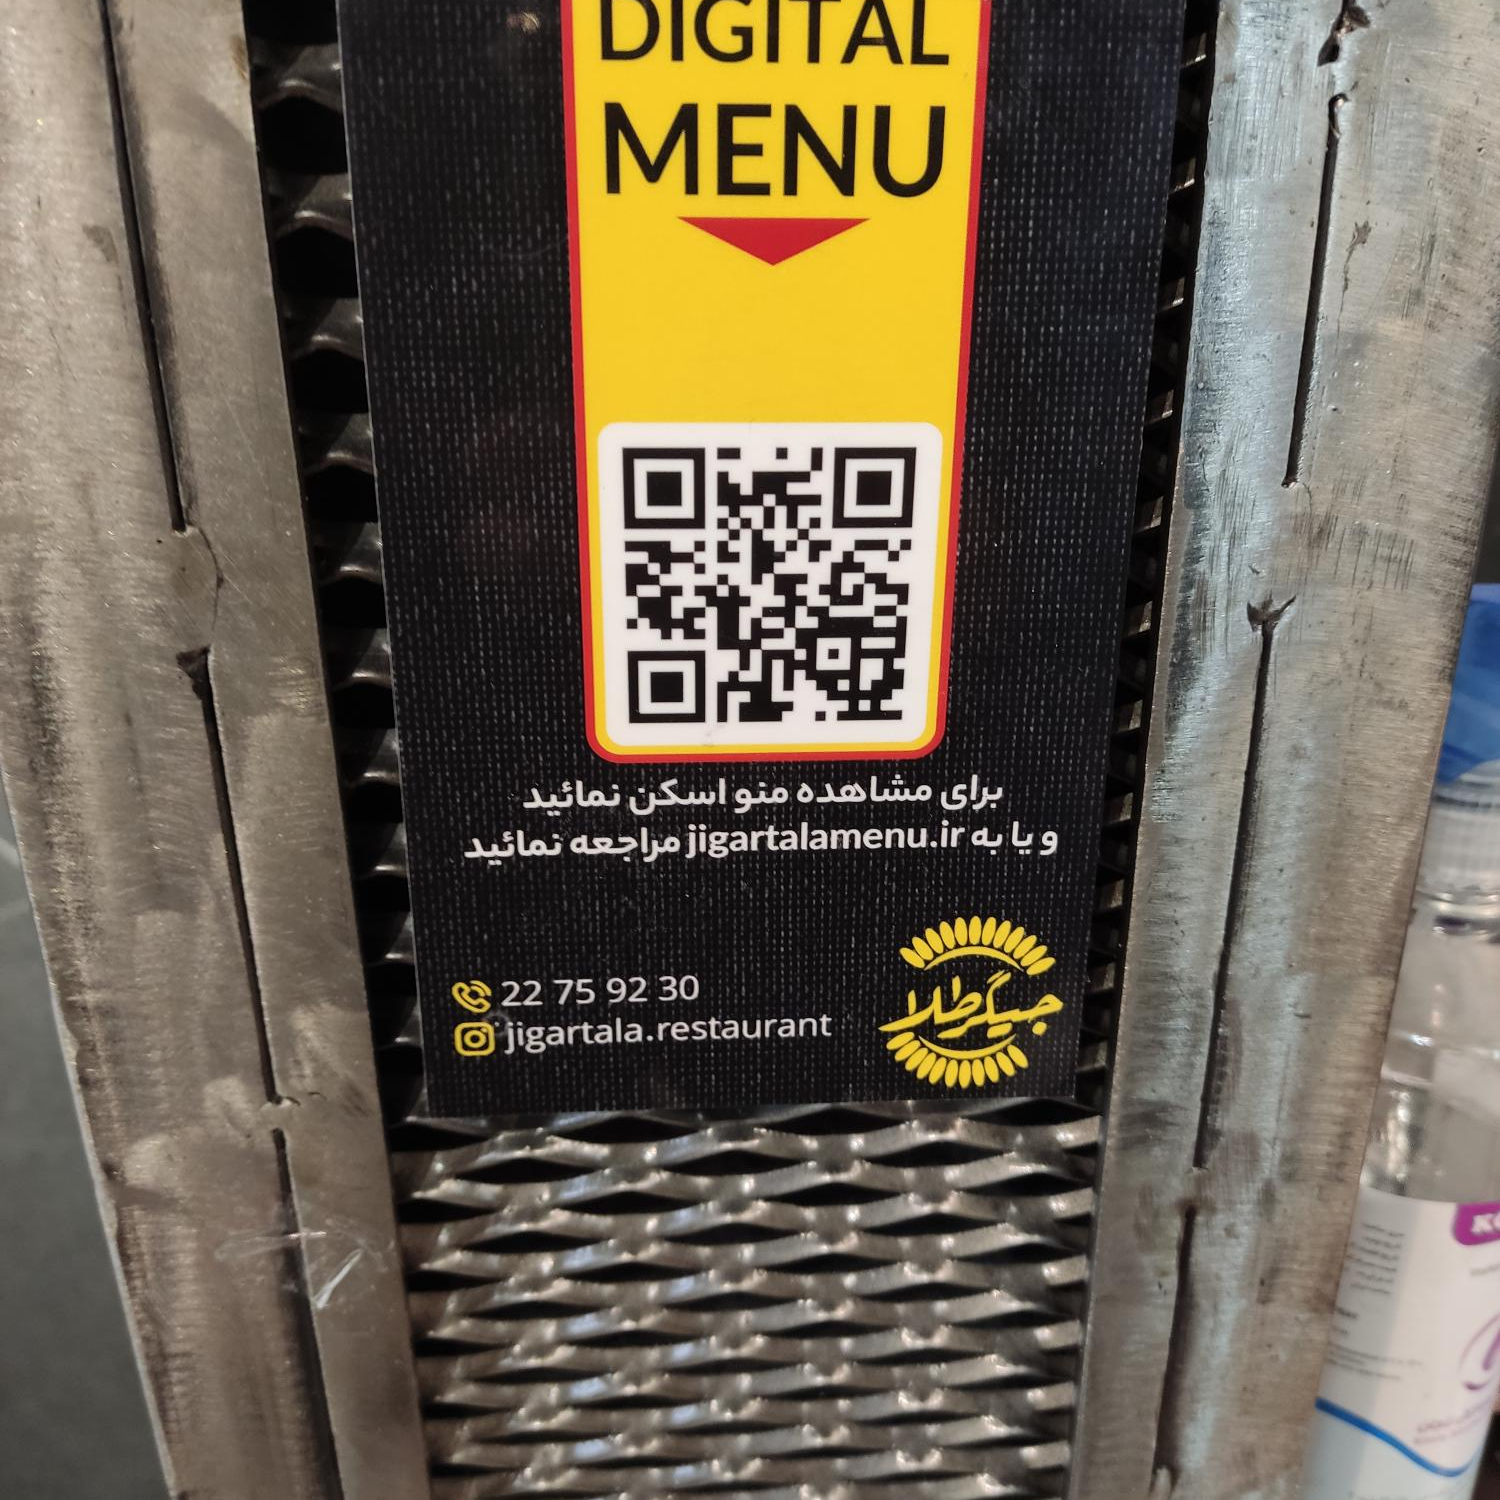 DIGITAL
MENU
برای مشاهده منو اسکن نمائید
و یا به jigartalamenu.ir مراجعه نمائید
22 75 92 30
jigartala.restaurant
جیگرطلا